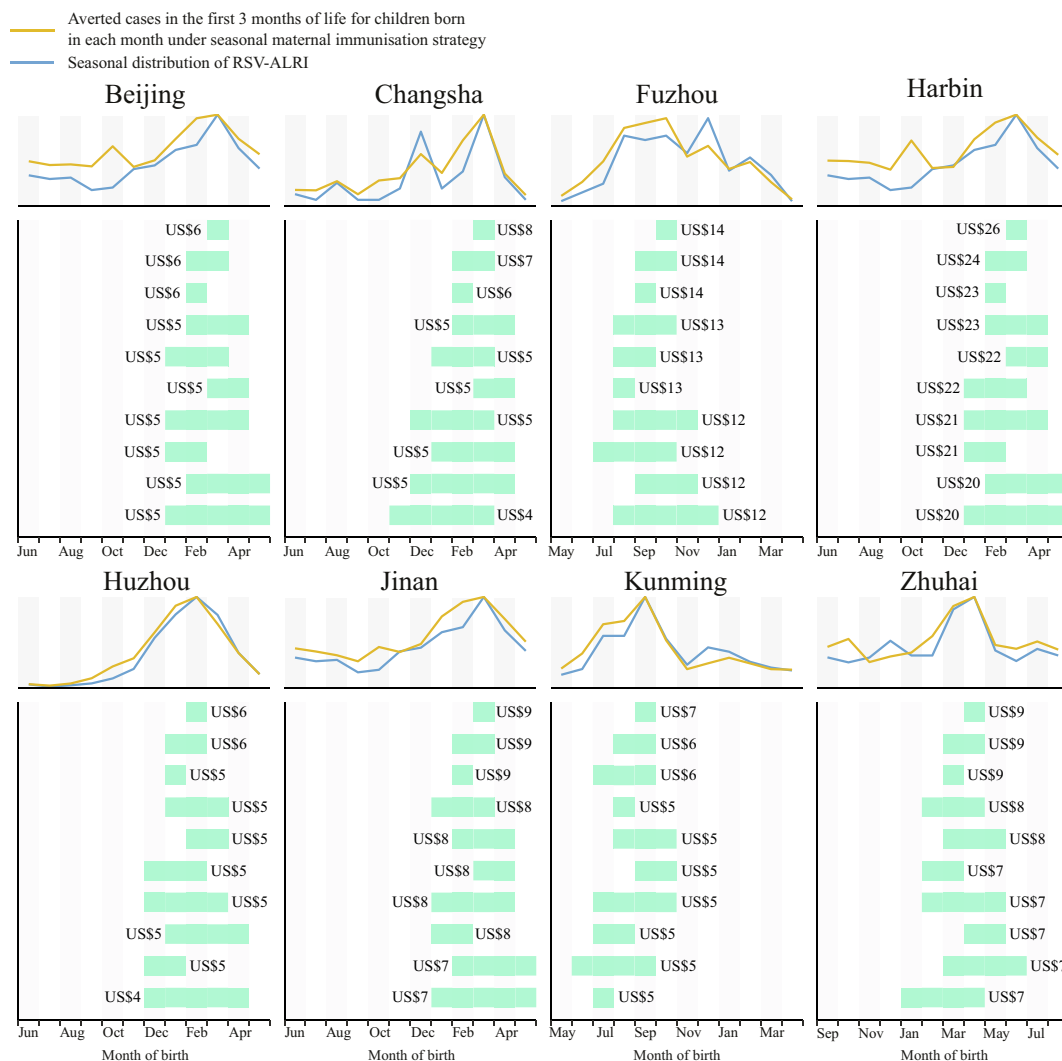 Averted cases in the first 3 months of life for children born
in each month under seasonal maternal immunisation strategy
Seasonal distribution of RSV-ALRI
Beijing
Changsha
Fuzhou
Harbin
US$6
US$6
US$6
US$5
US$5
US$5
US$5
US$5
US$5
US$5
US$8
US$7
US$6
US$5
US$5
US$5
US$5
US$5
US$5
US$4
US$14
US$14
US$14
US$13
US$13
US$13
US$12
US$12
US$12
US$12
US$26
US$24
US$23
US$23
US$22
US$22
US$21
US$21
US$20
US$20
Jun Aug Oct Dec Feb Apr
Jun Aug Oct Dec Feb Apr
May Jul Sep Nov Jan Mar
Jun Aug Oct Dec Feb Apr
Huzhou
Jinan
Kunming
Zhuhai
US$6
US$6
US$5
US$5
US$5
US$5
US$5
US$5
US$5
US$4
US$9
US$9
US$9
US$8
US$8
US$8
US$8
US$8
US$7
US$7
US$7
US$6
US$6
US$5
US$5
US$5
US$5
US$5
US$5
US$5
US$9
US$9
US$9
US$8
US$8
US$7
US$7
US$7
US$7
US$7
Jun Aug Oct Dec Feb Apr
Jun Aug Oct Dec Feb Apr
May Jul Sep Nov Jan Mar
Sep Nov Jan Mar May Jul
Month of birth
Month of birth
Month of birth
Month of birth